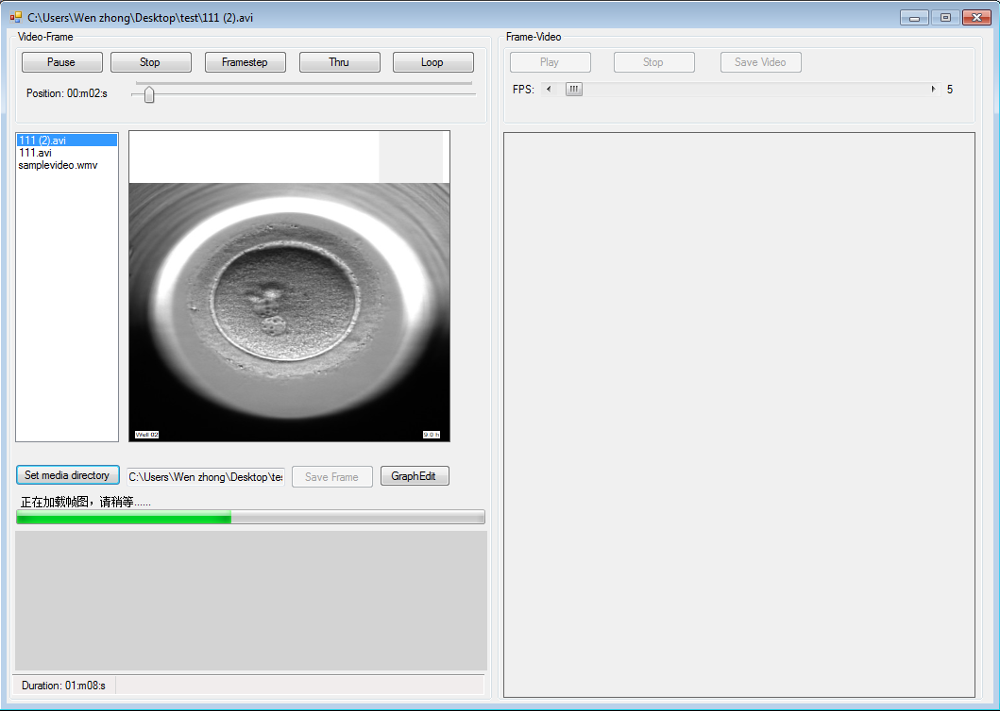 C:\Users\Wen zhong\Desktop\test\111 (2).avi
Video-Frame
Pause Stop Framestep Thru Loop
Position: 00:m02:s
111 (2).avi
111.avi
samplevideo.wmv
Well 02 9.0 h
Set media directory C:\Users\Wen zhong\Desktop\te Save Frame GraphEdit
正在加载帧图，请稍等......
Duration: 01:m08:s
Frame-Video
Play Stop Save Video
FPS: 5